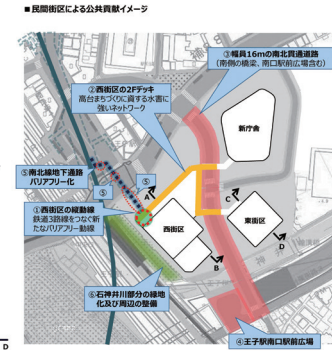 ■民間街区による公共貢献イメージ
③幅員16mの南北貫通道路
(南側の橋梁、南口駅前広場含む)
②西街区の2Fデッキ
高台まちづくりに資する水害に
強いネットワーク
新庁舎
⑤南北線地下通路
バリアフリー化
⑤
⑤
A
①西街区の縦動線
鉄道3路線をつなぐ新
たなバリアフリー動線
C
西街区
東街区
B
D
⑥石神井川部分の緑地
化及び周辺の整備
④王子駅南口駅前広場
D